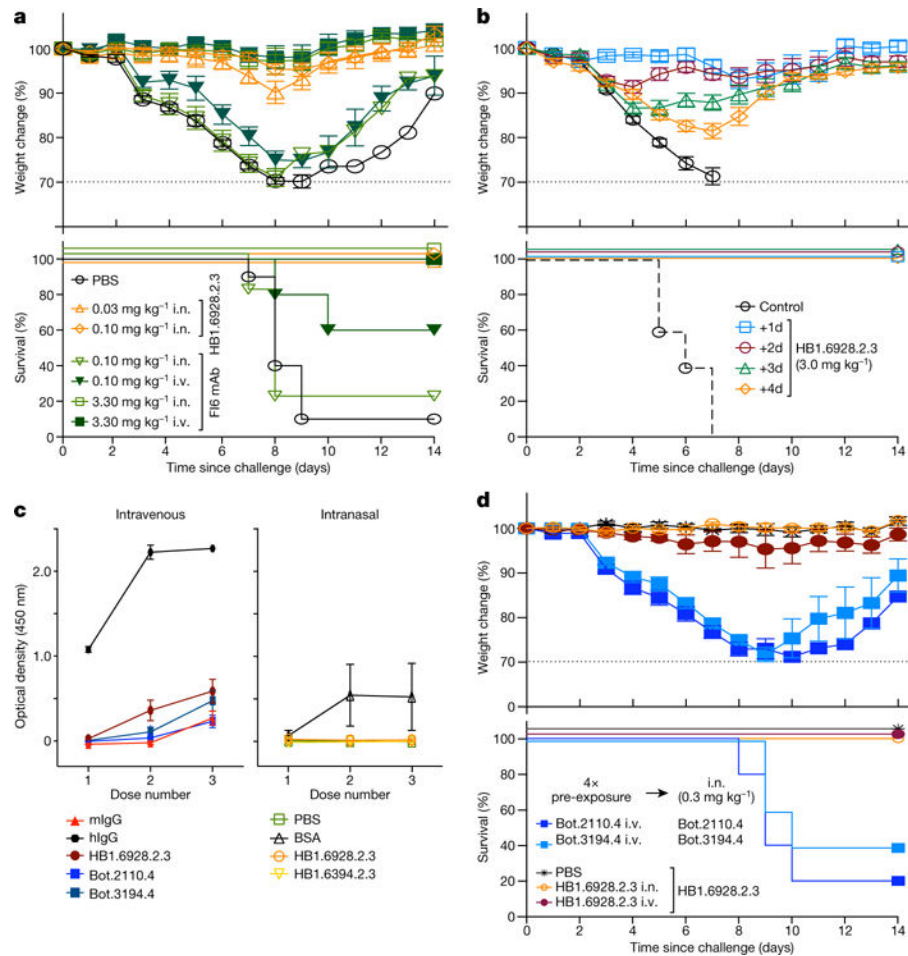 a
Weight change (%)
100
90
80
70
Survival (%)
100
80
60
40
20
0
PBS
0.03 mg kg⁻¹ i.n.
0.10 mg kg⁻¹ i.n.
HB1.6928.2.3
0.10 mg kg⁻¹ i.n.
0.10 mg kg⁻¹ i.v.
3.30 mg kg⁻¹ i.n.
3.30 mg kg⁻¹ i.v.
FI6 mAb
0 2 4 6 8 10 12 14
Time since challenge (days)
b
Weight change (%)
100
90
80
70
Survival (%)
100
80
60
40
20
0
Control
+1d
+2d
+3d
+4d
HB1.6928.2.3
(3.0 mg kg⁻¹)
0 2 4 6 8 10 12 14
Time since challenge (days)
c
Intravenous
Intranasal
Optical density (450 nm)
2.0
1.0
0
1 2 3
Dose number
1 2 3
Dose number
mIgG
hIgG
HB1.6928.2.3
Bot.2110.4
Bot.3194.4
PBS
BSA
HB1.6928.2.3
HB1.6394.2.3
d
Weight change (%)
100
90
80
70
0
Survival (%)
100
80
60
40
20
0
4×
pre-exposure
i.n.
(0.3 mg kg⁻¹)
Bot.2110.4 i.v. Bot.2110.4
Bot.3194.4 i.v. Bot.3194.4
PBS
HB1.6928.2.3 i.n.
HB1.6928.2.3 i.v.
HB1.6928.2.3
0 2 4 6 8 10 12 14
Time since challenge (days)